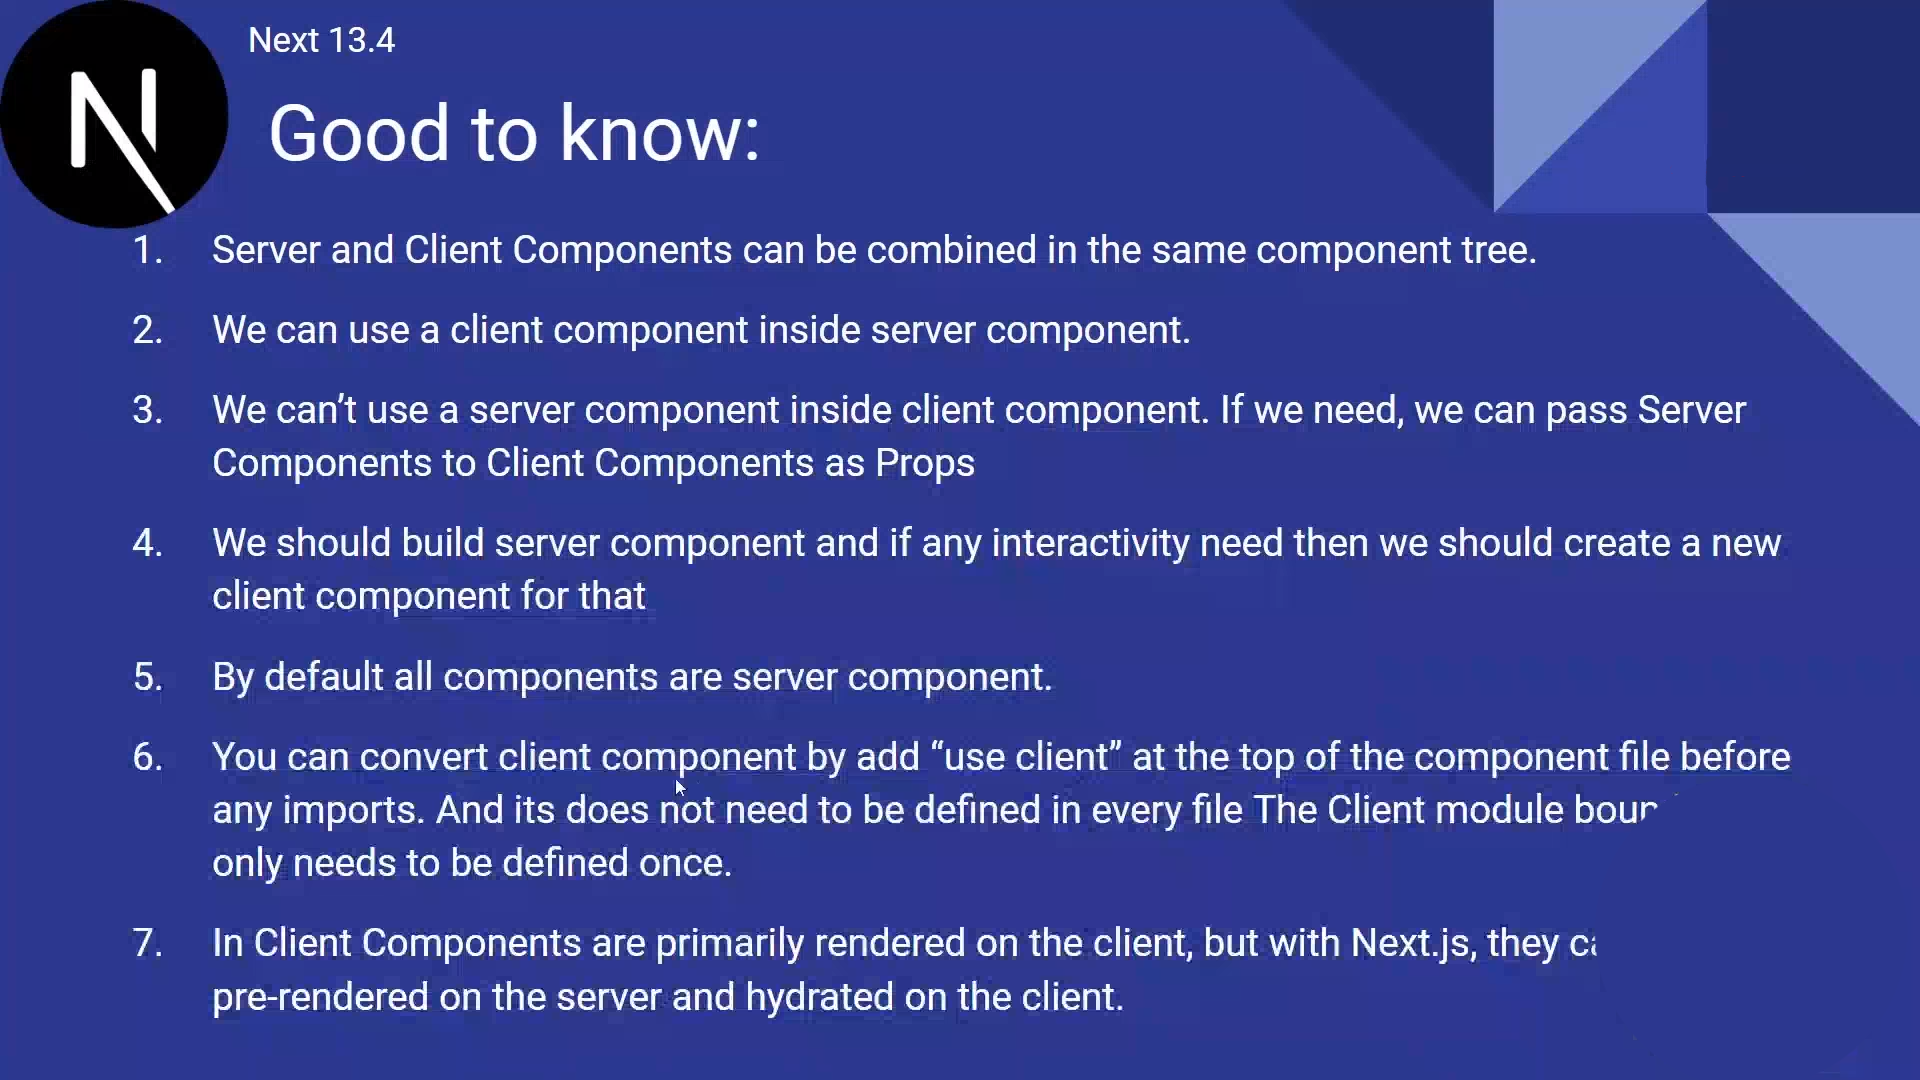 Next 13.4
Good to know:
1. Server and Client Components can be combined in the same component tree.
2. We can use a client component inside server component.
3. We can’t use a server component inside client component. If we need, we can pass Server
Components to Client Components as Props
4. We should build server component and if any interactivity need then we should create a new
client component for that
5. By default all components are server component.
6. You can convert client component by add “use client” at the top of the component file before
any imports. And its does not need to be defined in every file The Client module
only needs to be defined once.
7. In Client Components are primarily rendered on the client, but with Next.js, they
pre-rendered on the server and hydrated on the client.